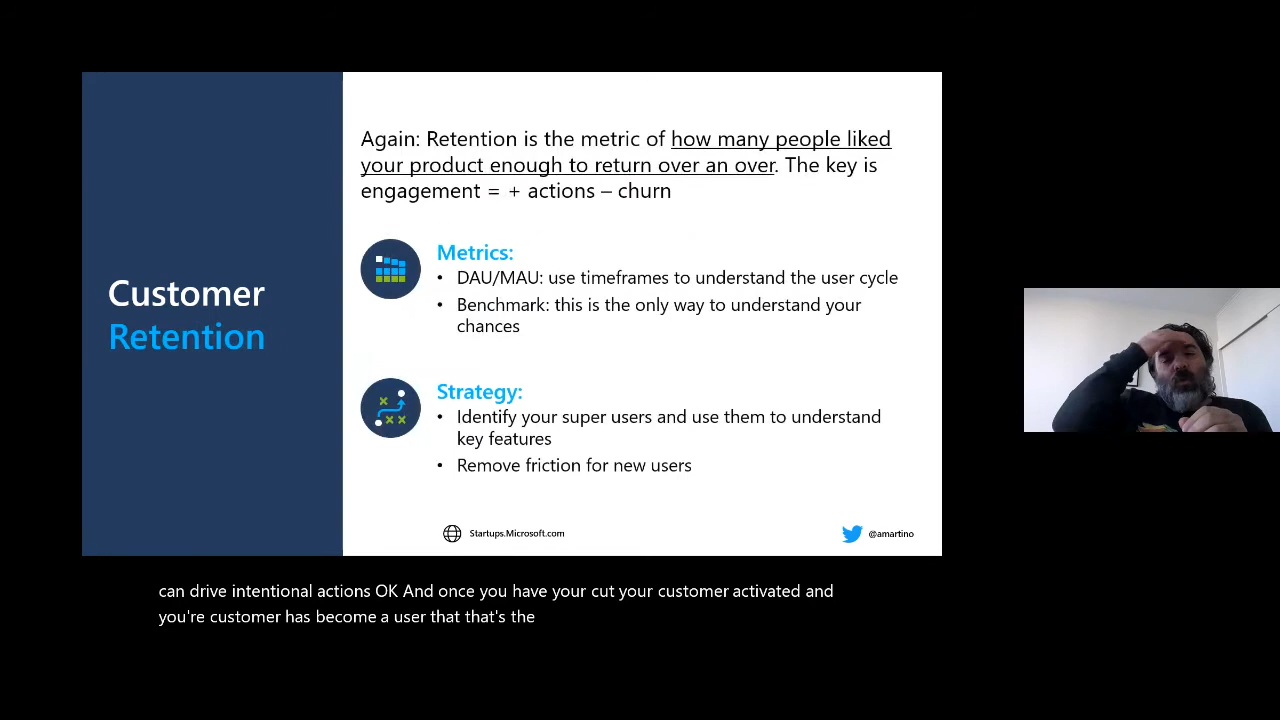 Customer
Retention
Again: Retention is the metric of how many people liked
your product enough to return over an over. The key is
engagement = + actions – churn
Metrics:
• DAU/MAU: use timeframes to understand the user cycle
• Benchmark: this is the only way to understand your
chances
Strategy:
• Identify your super users and use them to understand
key features
• Remove friction for new users
Startups.Microsoft.com
@amartino
can drive intentional actions OK And once you have your cut your customer activated and
you're customer has become a user that that's the